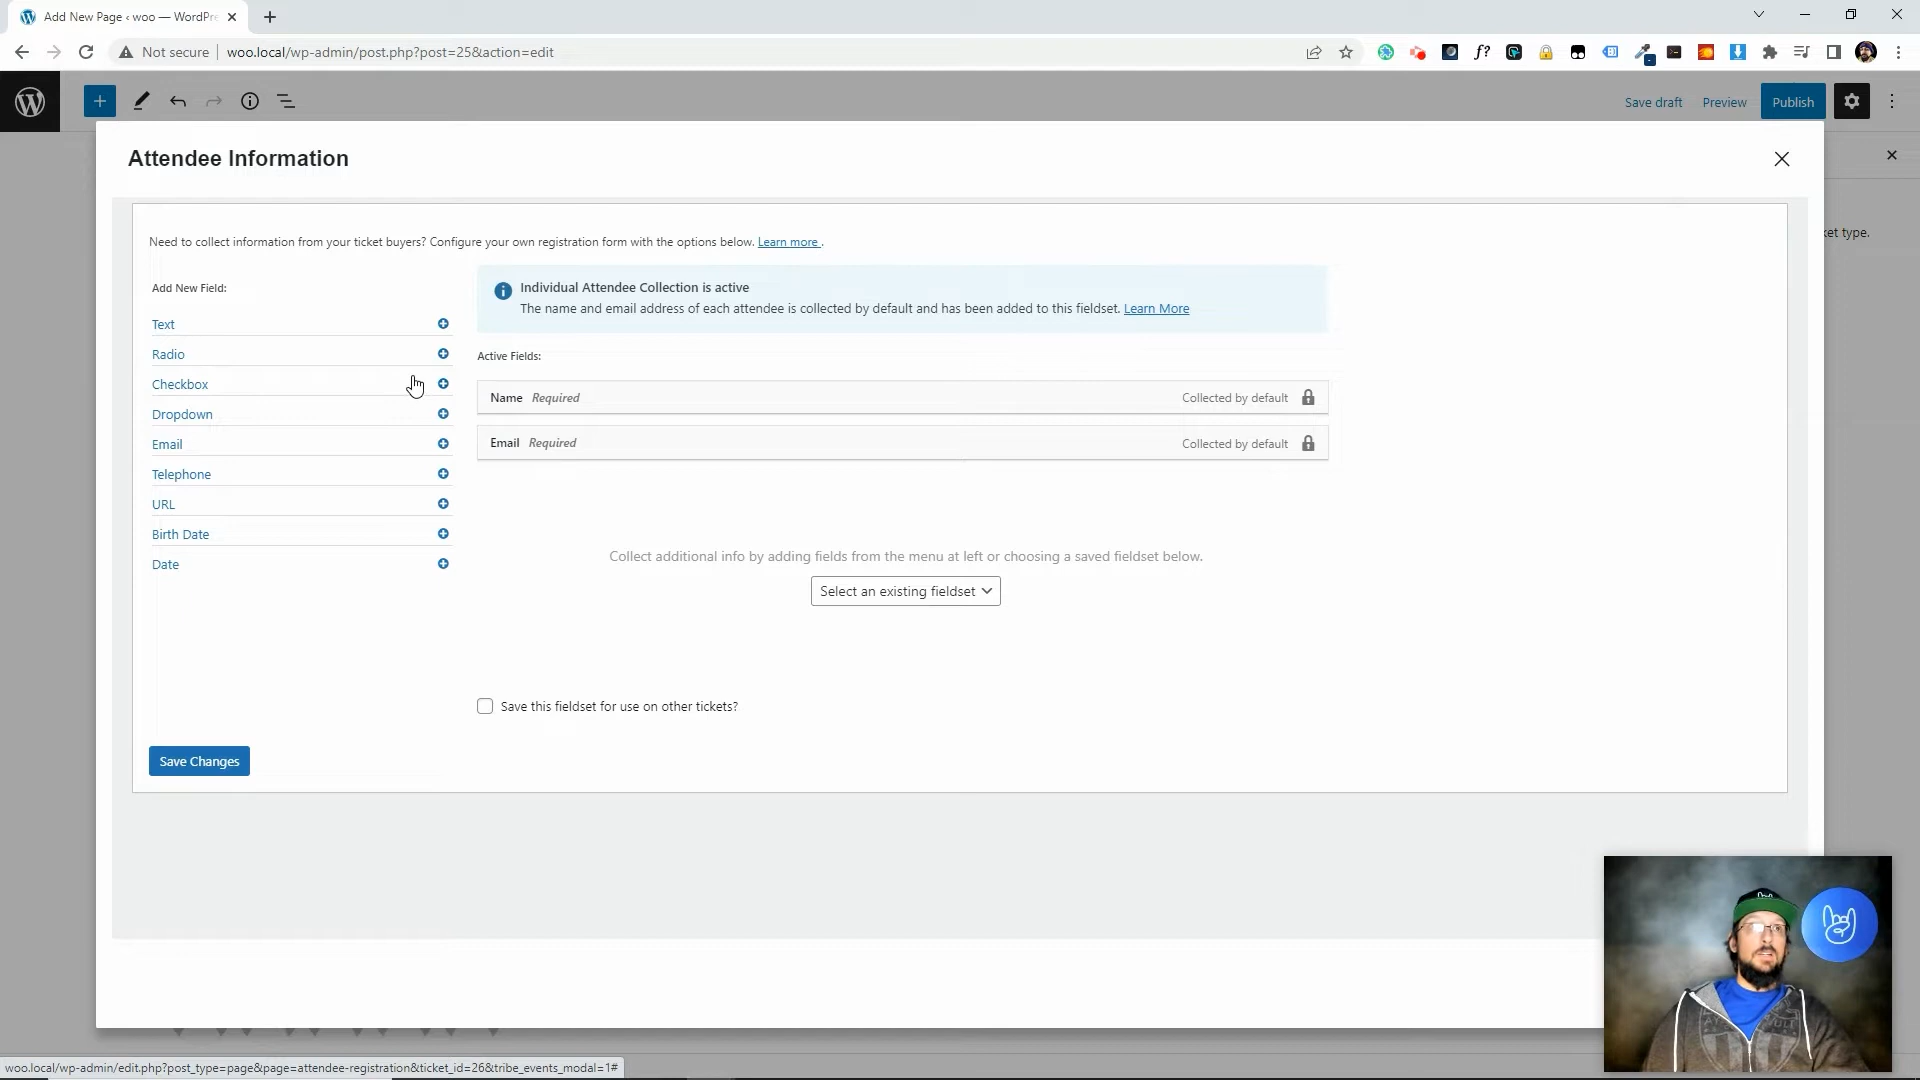 Add New Page ‹ woo — WordPre
Not secure
woo.local/wp-admin/post.php?post=25&action=edit
f?
Save draft
Preview
Publish
Attendee Information
ket type.
Need to collect information from your ticket buyers? Configure your own registration form with the options below. Learn more .
Add New Field:
Text
Radio
Checkbox
Dropdown
Email
Telephone
URL
Birth Date
Date
Individual Attendee Collection is active
The name and email address of each attendee is collected by default and has been added to this fieldset. Learn More
Active Fields:
Name Required Collected by default
Email Required Collected by default
Collect additional info by adding fields from the menu at left or choosing a saved fieldset below.
Select an existing fieldset
Save this fieldset for use on other tickets?
Save Changes
woo.local/wp-admin/edit.php?post_type=page&page=attendee-registration&ticket_id=26&tribe_events_modal=1#